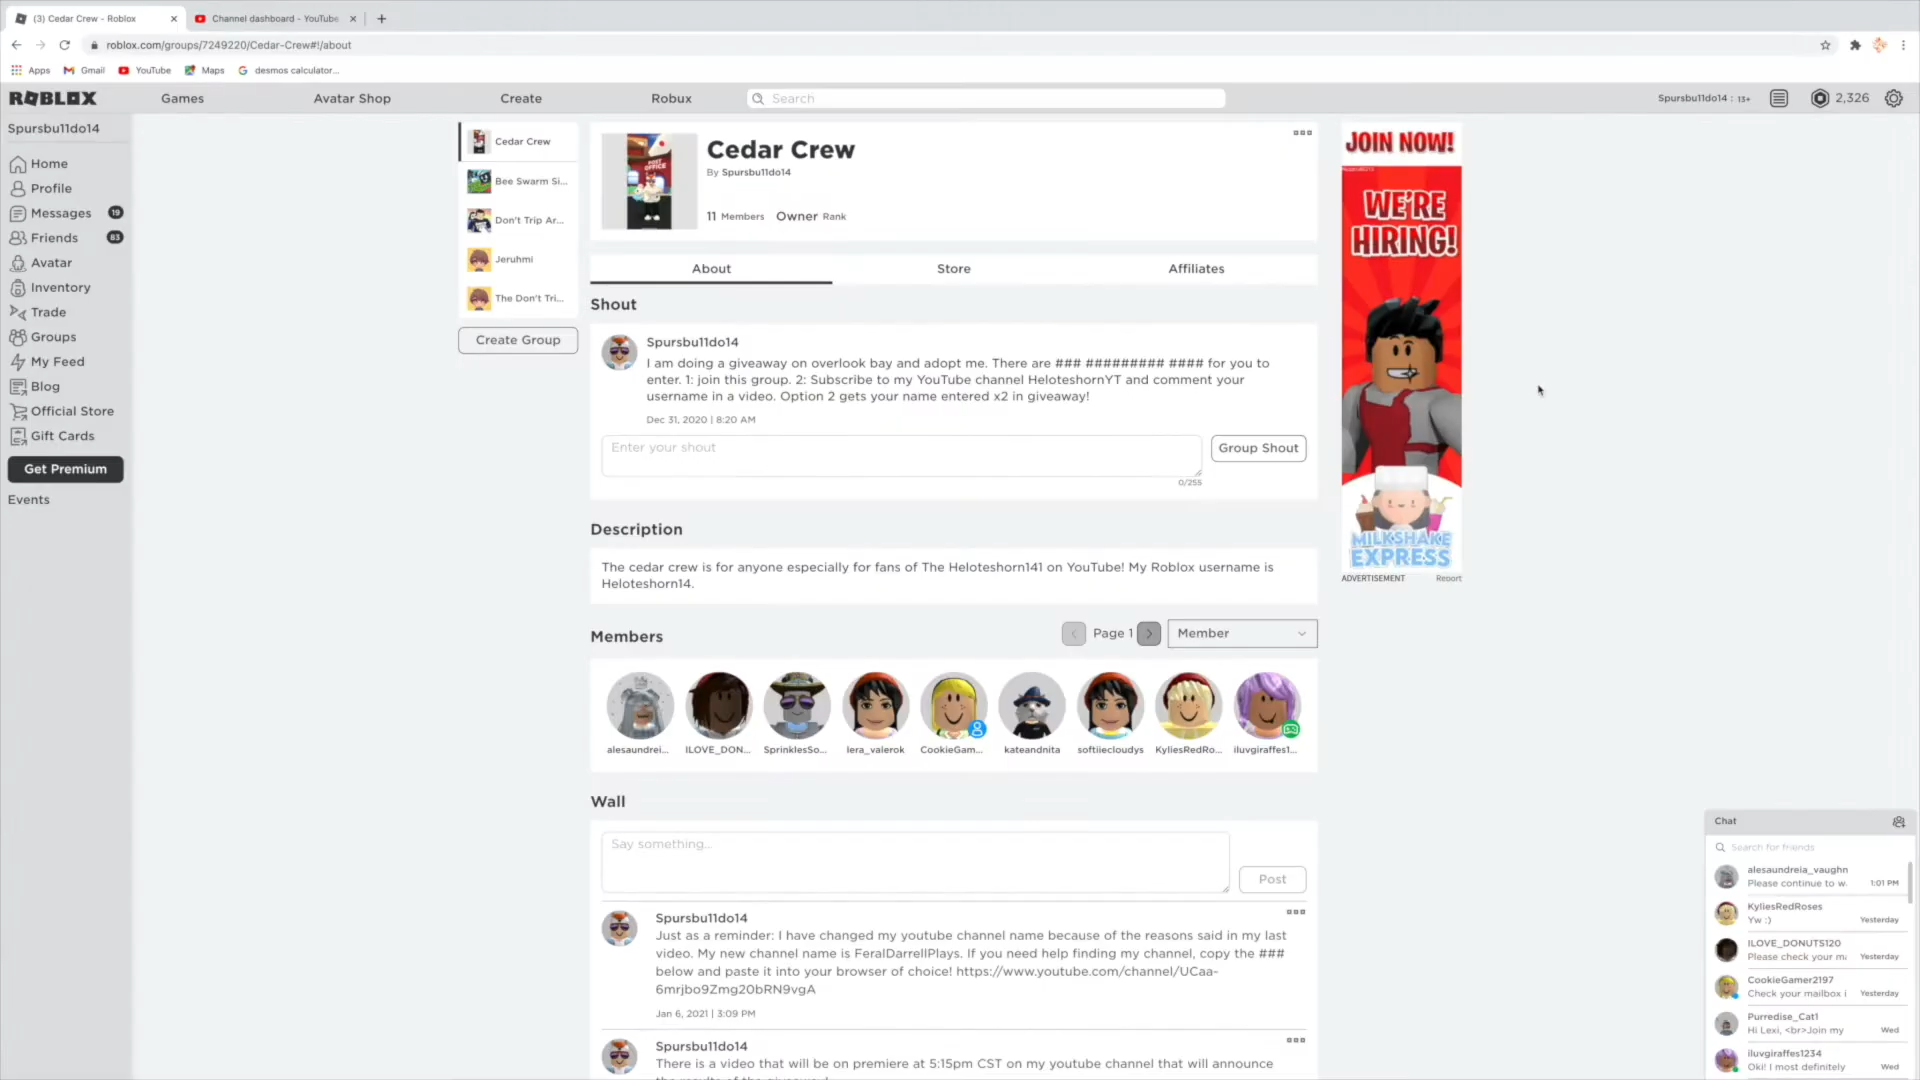 (3) Cedar Crew - Roblox
Channel dashboard - YouTube
roblox.com/groups/7249220/Cedar-Crew#!/about
Apps
Gmail
YouTube
Maps
desmos calculator...
ROBLOX
Games
Avatar Shop
Create
Robux
Search
Spursbu11do14 : 13+
2,326
Spursbu11do14
Home
Profile
Messages 19
Friends 83
Avatar
Inventory
Trade
Groups
My Feed
Blog
Official Store
Gift Cards
Get Premium
Events
Cedar Crew
Bee Swarm Si...
Don't Trip Ar...
Jeruhmi
The Don't Tri...
Create Group
POST OFFICE
Cedar Crew
By Spursbu11do14
11 Members Owner Rank
About
Store
Affiliates
Shout
Spursbu11do14
I am doing a giveaway on overlook bay and adopt me. There are ### ######### #### for you to
enter. 1: join this group. 2: Subscribe to my YouTube channel HeloteshornYT and comment your
username in a video. Option 2 gets your name entered x2 in giveaway!
Dec 31, 2020 | 8:20 AM
Enter your shout
Group Shout
0/255
Description
The cedar crew is for anyone especially for fans of The Heloteshorn141 on YouTube! My Roblox username is
Heloteshorn14.
Members
Page 1
Member
alesaundrei...
ILOVE_DON...
SprinklesSo...
lera_valerok
CookieGam...
kateandnita
softiiecloudys
KyliesRedRo...
iluvgiraffes1...
Wall
Say something...
Post
Spursbu11do14
Just as a reminder: I have changed my youtube channel name because of the reasons said in my last
video. My new channel name is FeralDarrellPlays. If you need help finding my channel, copy the ###
below and paste it into your browser of choice! https://www.youtube.com/channel/UCaa-
6mrjbo9Zmg20bRN9vgA
Jan 6, 2021 | 3:09 PM
Spursbu11do14
There is a video that will be on premiere at 5:15pm CST on my youtube channel that will announce
JOIN NOW!
WE'RE
HIRING!
MILKSHAKE
EXPRESS
ADVERTISEMENT
Report
Chat
Search for friends
alesaundreia_vaughn
Please continue to w. 1:01 PM
KyliesRedRoses
Yw :) Yesterday
ILOVE_DONUTS120
Please check your m Yesterday
CookieGamer2197
Check your mailbox i Yesterday
Purredise_Cat1
Hi Lexi, <br>Join my Wed
iluvgiraffes1234
Oki! I most definitely Wed